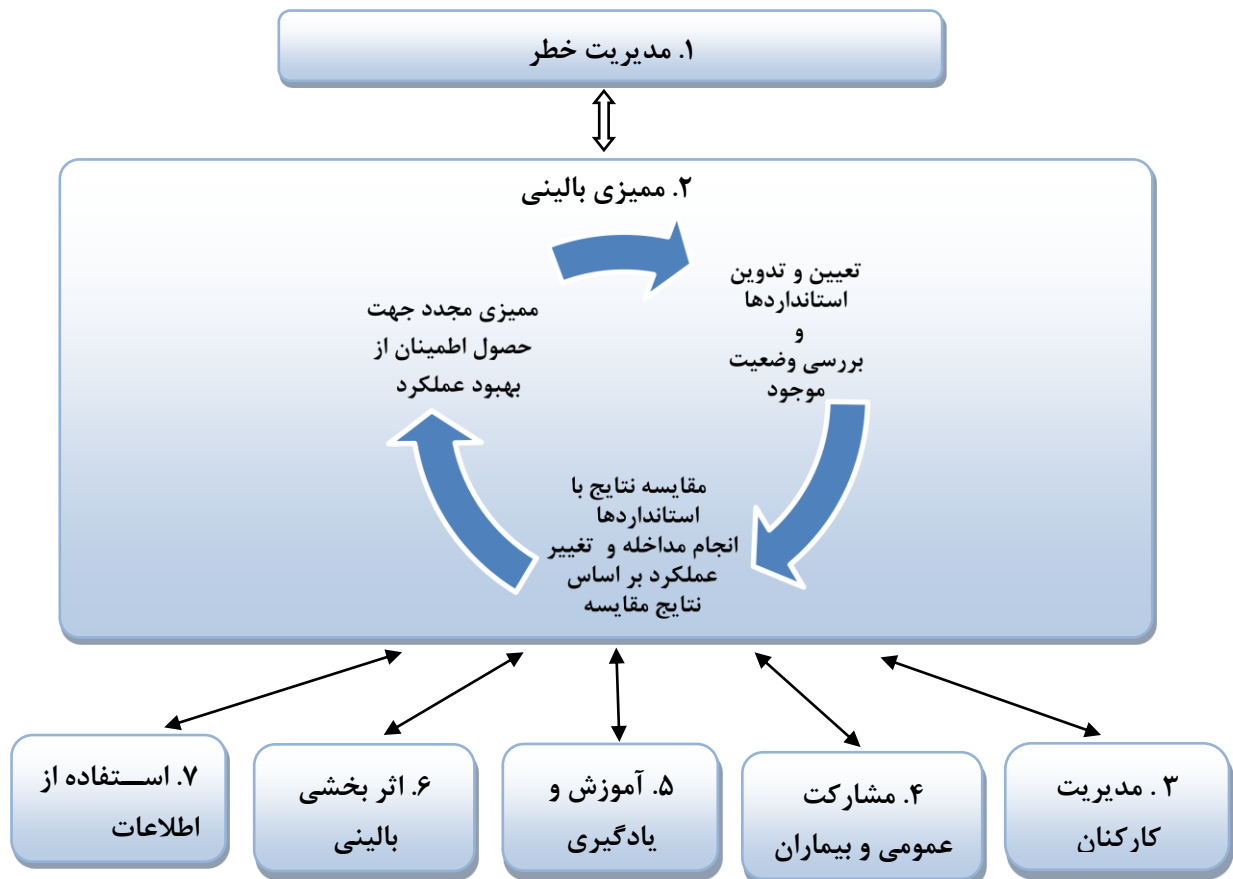 ۱. مدیریت خطر
۲. ممیزی بالینی
تعیین و تدوین
استانداردها
و
بررسی وضعیت
موجود
مقایسه نتایج با
استانداردها
انجام مداخله و تغییر
عملکرد بر اساس
نتایج مقایسه
ممیزی مجدد جهت
حصول اطمینان از
بهبود عملکرد
۳ . مدیریت
کارکنان
۴. مشارکت
عمومی و بیماران
۵. آموزش و
یادگیری
۶. اثر بخشی
بالینی
۷. اســتفاده از
اطلاعات